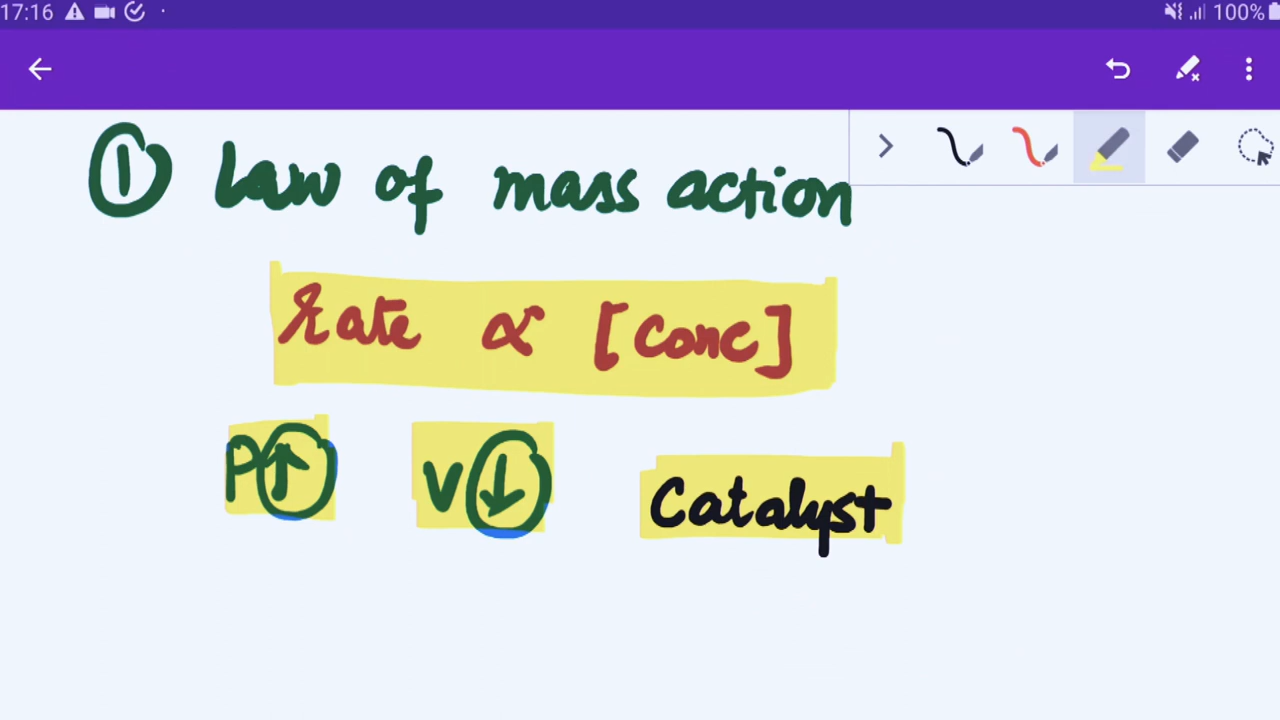 17:16 100%
① Law of mass action
Rate ∝ [Conc]
P↑ V↓ Catalyst